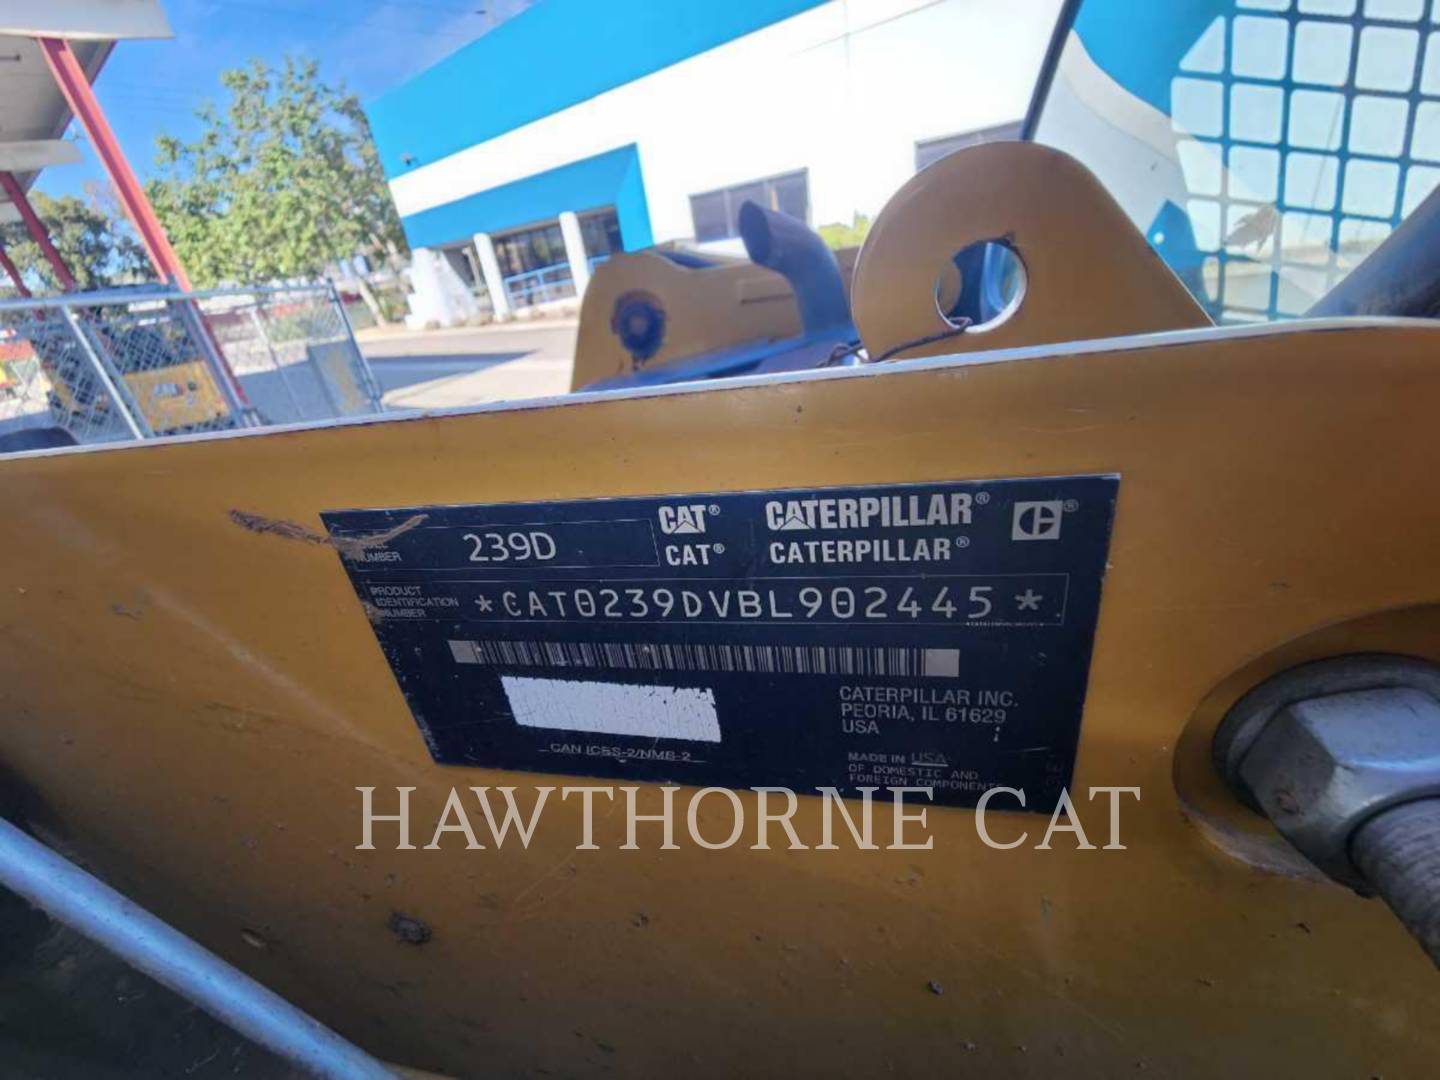 CAT® CATERPILLAR®
CAT® CATERPILLAR®
NUMBER 239D
PRODUCT
IDENTIFICATION
NUMBER
*CAT0239DVBL902445*
CATERPILLAR INC.
PEORIA, IL 61629
USA
CAN ICES-2/NMB-2
MADE IN USA
OF DOMESTIC AND
FOREIGN COMPONENTS
HAWTHORNE CAT